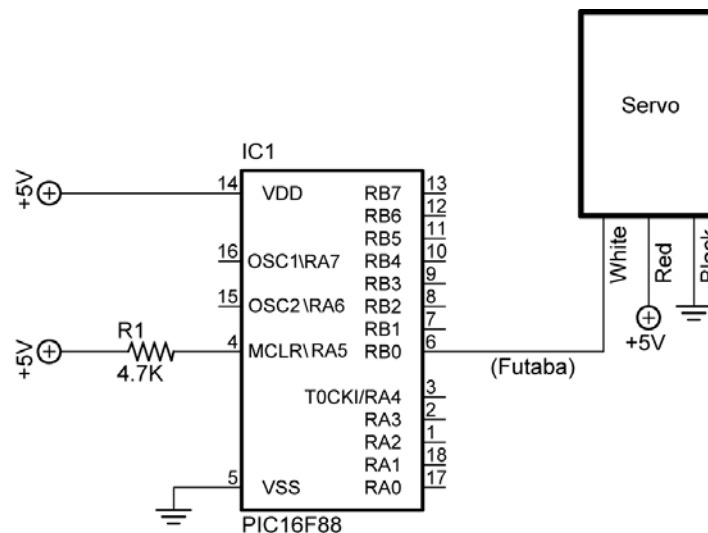 Servo
White
Red
Black
+5V
IC1
+5V
14
VDD
16
OSC1\RA7
15
OSC2\RA6
+5V
R1
4.7K
4
MCLR\RA5
5
VSS
RB7
13
RB6
12
RB5
11
RB4
10
RB3
9
RB2
8
RB1
7
RB0
6
(Futaba)
T0CKI/RA4
3
RA3
2
RA2
1
RA1
18
RA0
17
PIC16F88